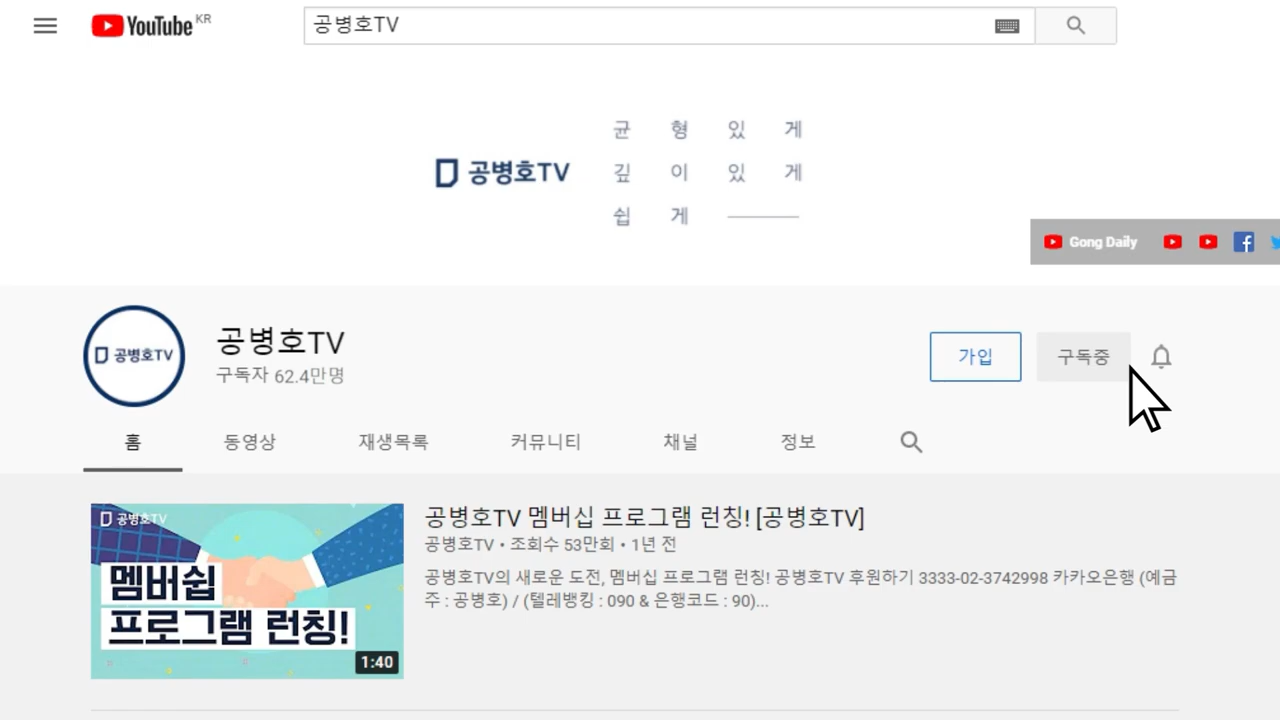 YouTube KR
공병호TV
균 형 있 게
공병호TV
깊 이 있 게
쉽 게
Gong Daily
공병호TV
공병호TV
구독자 62.4만명
가입
구독중
홈
동영상
재생목록
커뮤니티
채널
정보
공병호TV
멤버쉽
프로그램 런칭!
1:40
공병호TV 멤버십 프로그램 런칭! [공병호TV]
공병호TV • 조회수 53만회 • 1년 전
공병호TV의 새로운 도전, 멤버십 프로그램 런칭! 공병호TV 후원하기 3333-02-3742998 카카오은행 (예금
주 : 공병호) / (텔레뱅킹 : 090 & 은행코드 : 90)...